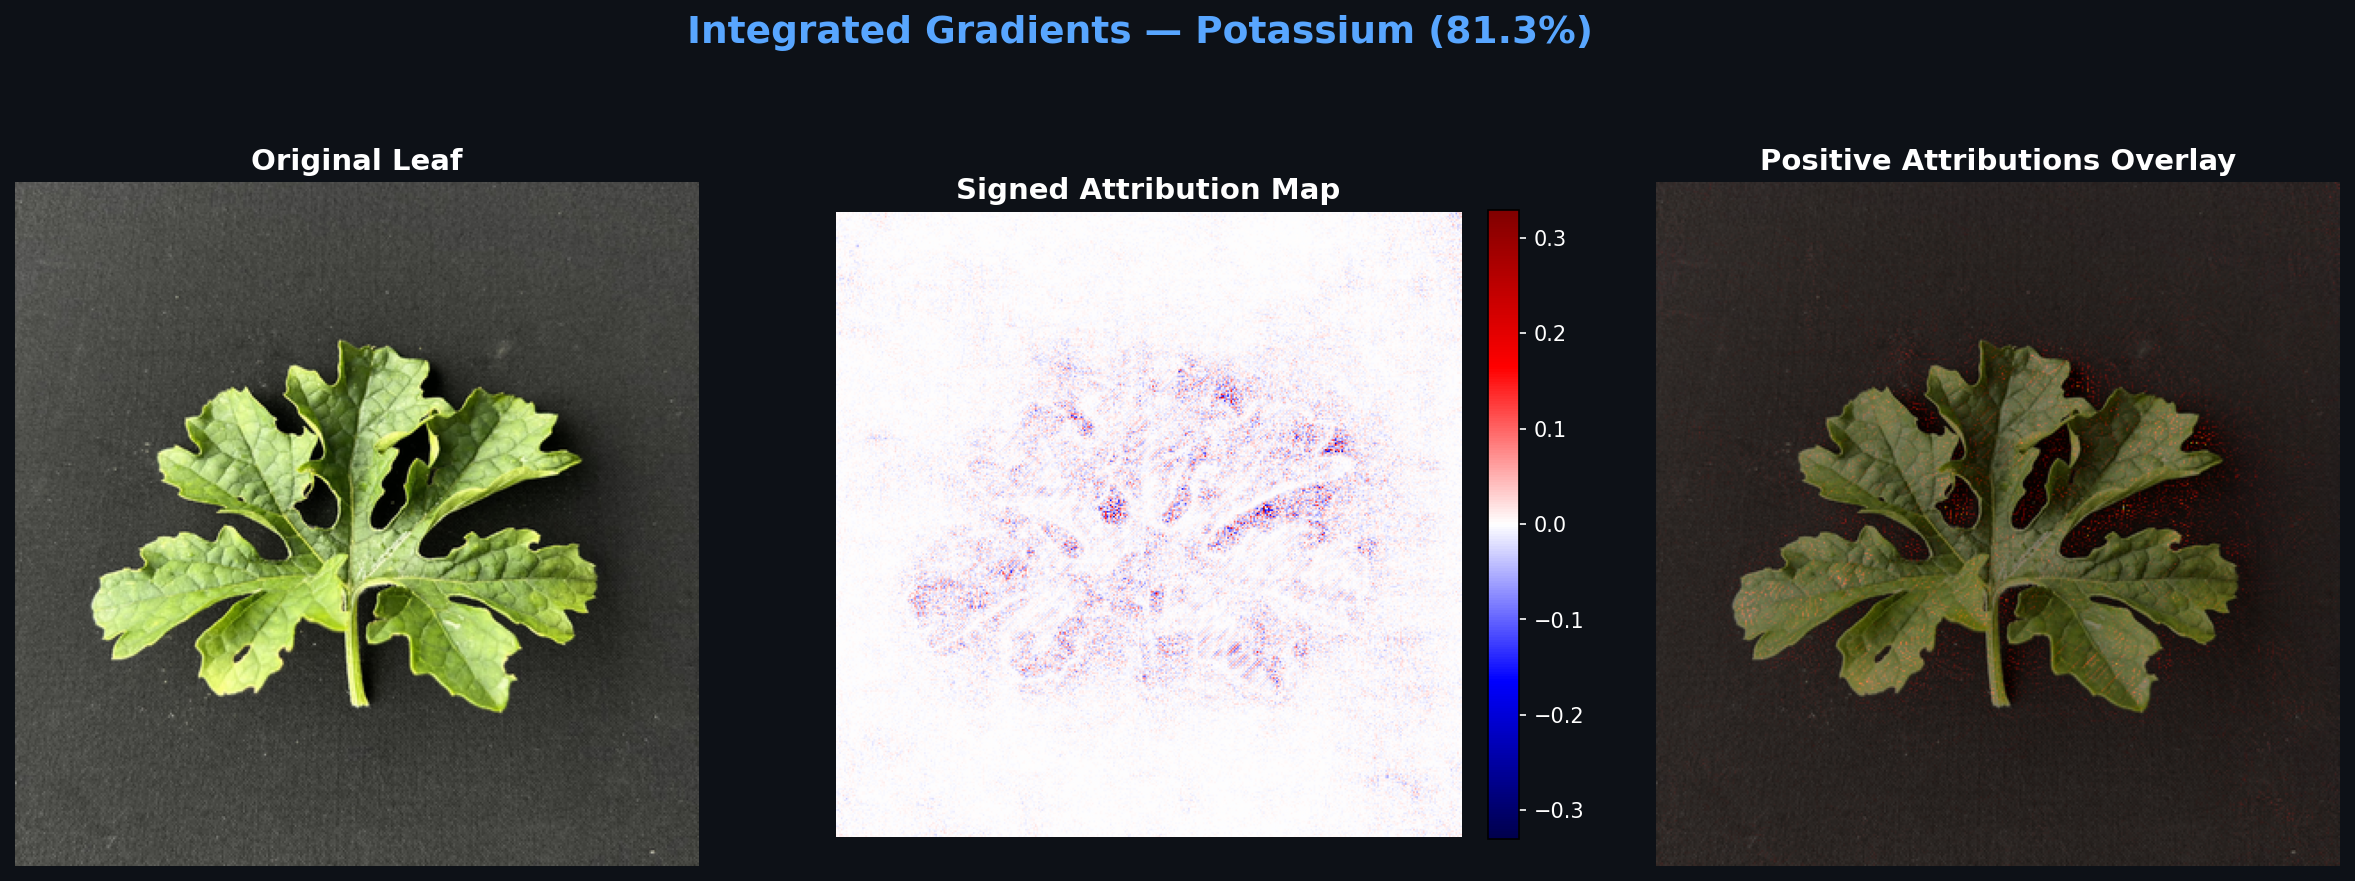 Integrated Gradients — Potassium (81.3%)
Original Leaf
Signed Attribution Map
Positive Attributions Overlay
0.3
0.2
0.1
0.0
−0.1
−0.2
−0.3